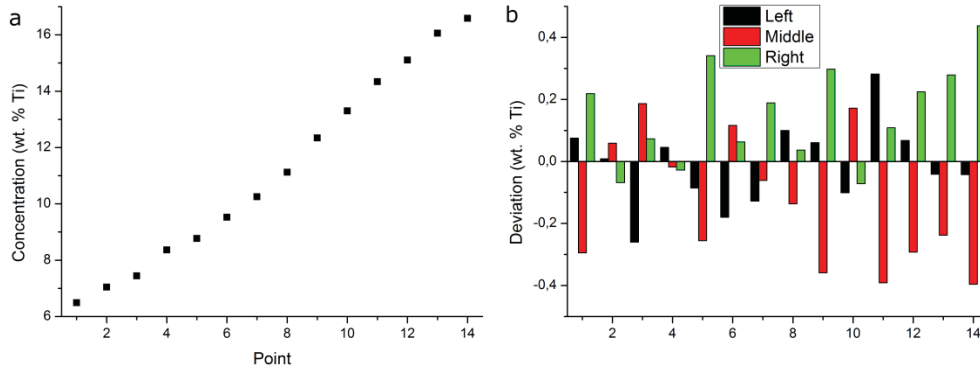 a
Concentration (wt. % Ti)
16
14
12
10
8
6
2 4 6 8 10 12 14
Point
b
Left
Middle
Right
Deviation (wt. % Ti)
0,4
0,2
0,0
-0,2
-0,4
2 4 6 8 10 12 14